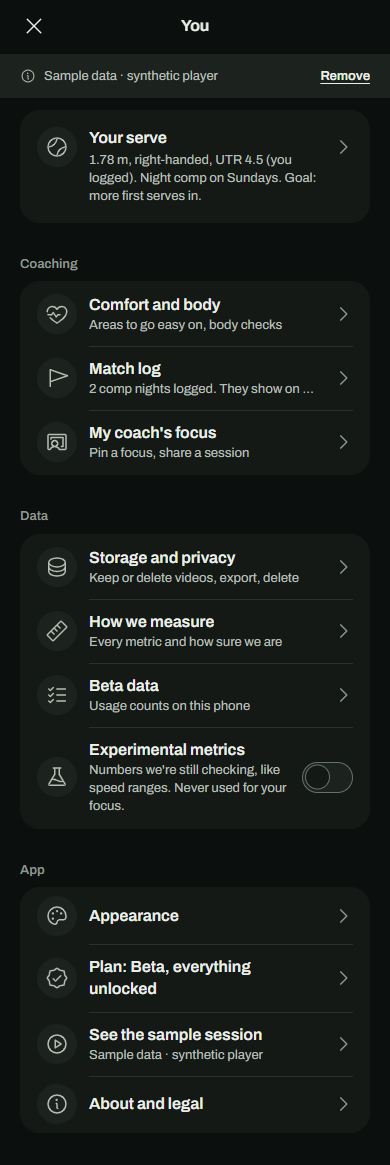 You
Sample data · synthetic player
Remove
Your serve
1.78 m, right-handed, UTR 4.5 (you
logged). Night comp on Sundays. Goal:
more first serves in.
Coaching
Comfort and body
Areas to go easy on, body checks
Match log
2 comp nights logged. They show on ...
My coach's focus
Pin a focus, share a session
Data
Storage and privacy
Keep or delete videos, export, delete
How we measure
Every metric and how sure we are
Beta data
Usage counts on this phone
Experimental metrics
Numbers we're still checking, like
speed ranges. Never used for your
focus.
App
Appearance
Plan: Beta, everything
unlocked
See the sample session
Sample data · synthetic player
About and legal